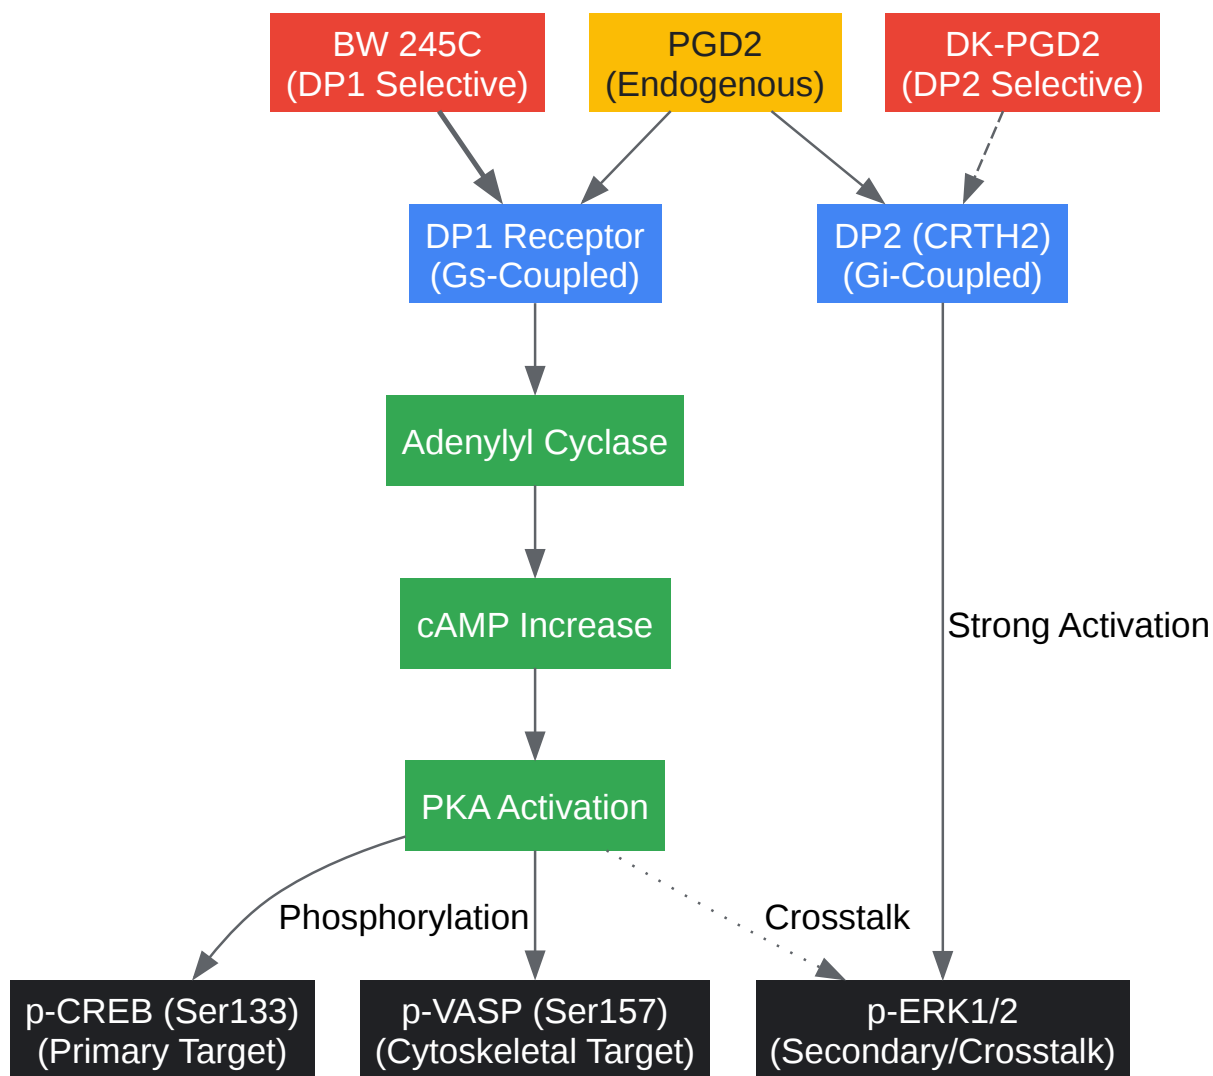 BW 245C
(DP1 Selective)
PGD2
(Endogenous)
DK-PGD2
(DP2 Selective)
DP1 Receptor
(Gs-Coupled)
DP2 (CRTH2)
(Gi-Coupled)
Adenylyl Cyclase
cAMP Increase
Strong Activation
PKA Activation
Phosphorylation
Crosstalk
p-CREB (Ser133)
(Primary Target)
p-VASP (Ser157)
(Cytoskeletal Target)
p-ERK1/2
(Secondary/Crosstalk)